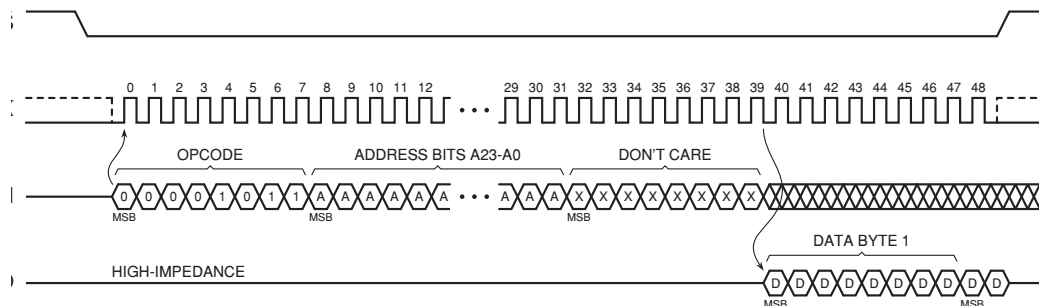 0 1 2 3 4 5 6 7 8 9 10 11 12 29 30 31 32 33 34 35 36 37 38 39 40 41 42 43 44 45 46 47 48
OPCODE ADDRESS BITS A23-A0 DON'T CARE
0 0 0 0 1 0 1 1 A A A A A A A A A X X X X X X X X
MSB MSB MSB
DATA BYTE 1
HIGH-IMPEDANCE
D D D D D D D D D D
MSB MSB